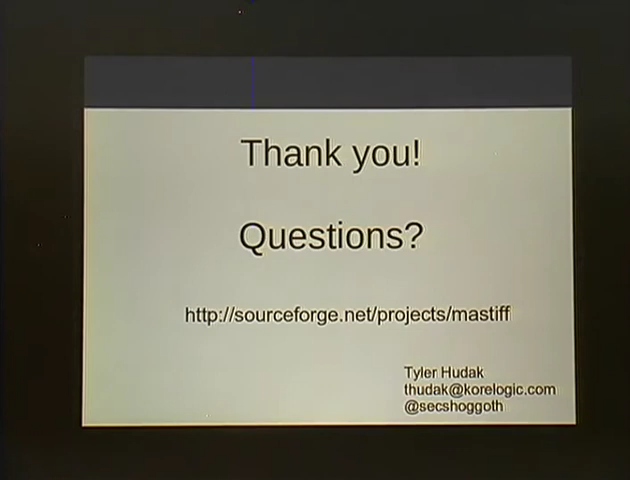 Thank you!
Questions?
http://sourceforge.net/projects/mastiff
Tyler Hudak
thudak@korelogic.com
@secshoggoth